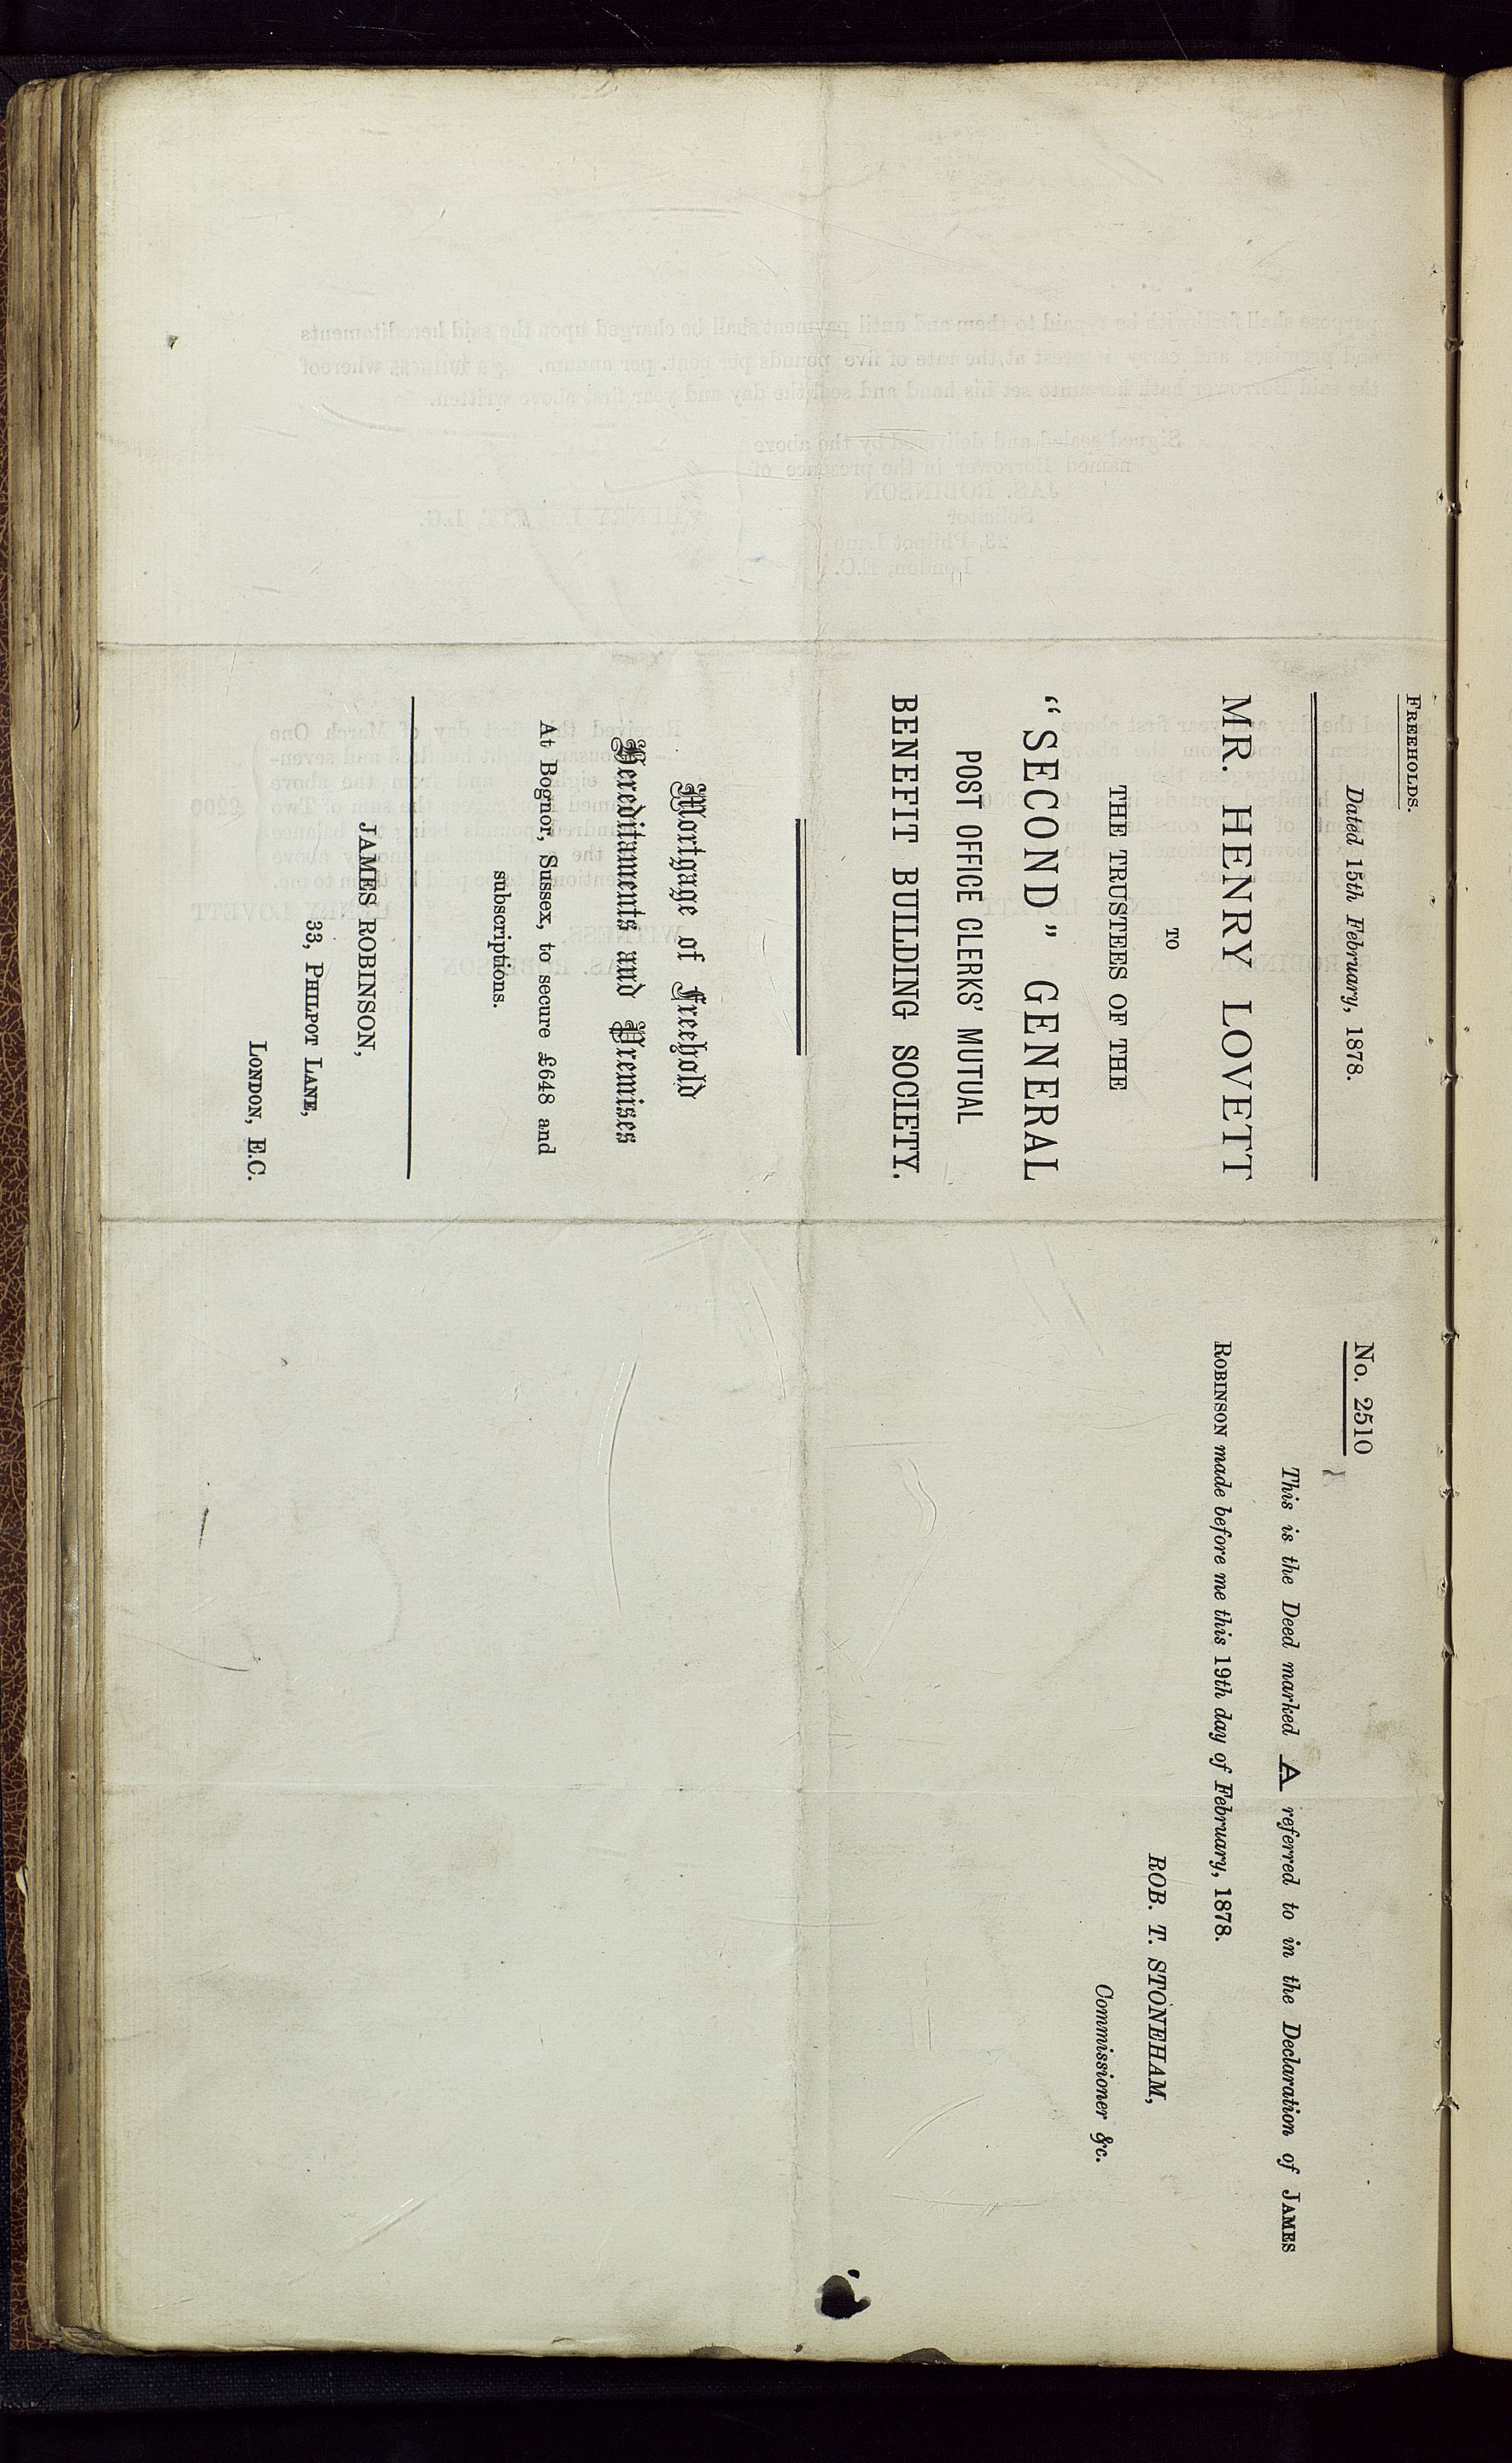 FREEHOLDS.
Dated 15th February, 1878.
MR. HENRY LOVETT
TO
THE TRUSTEES OF THE
“SECOND” GENERAL
POST OFFICE CLERKS’ MUTUAL
BENEFIT BUILDING SOCIETY.
Mortgage of Freehold
Hereditaments and Premises
At Bognor, Sussex, to secure £648 and
subscriptions.
JAMES ROBINSON,
33, PHILPOT LANE,
LONDON, E.C.
No. 2510
This is the Deed marked A referred to in the Declaration of JAMES
ROBINSON made before me this 19th day of February, 1878.
ROB. T. STONEHAM,
Commissioner &c.